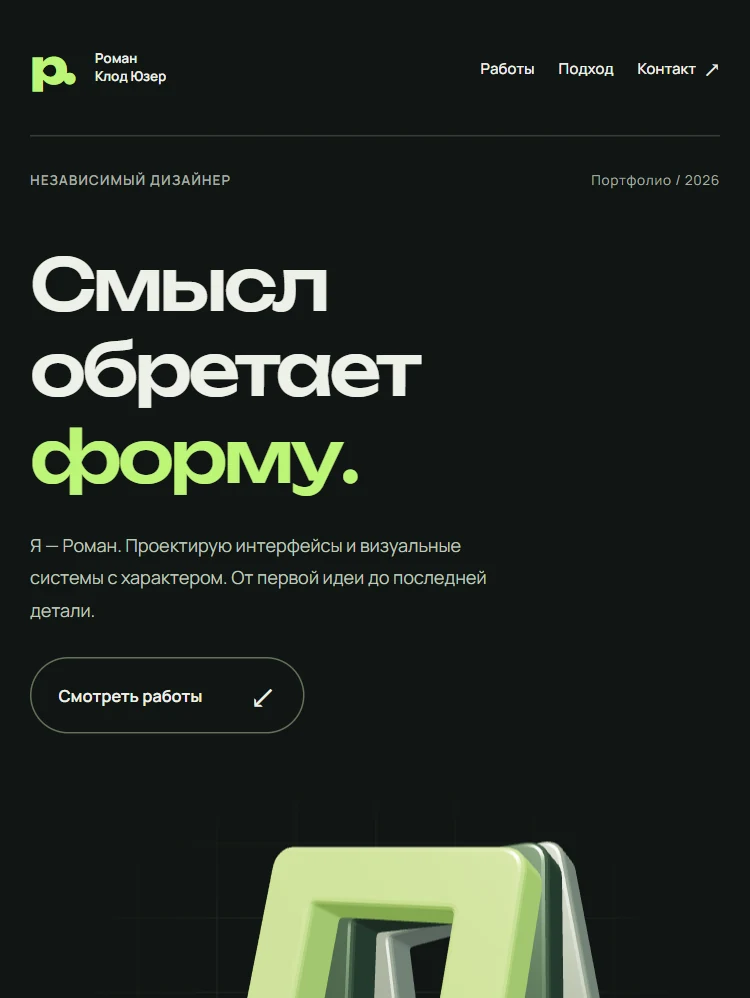 р.
Роман
Клод Юзер
Работы
Подход
Контакт ↗
НЕЗАВИСИМЫЙ ДИЗАЙНЕР
Портфолио / 2026
Смысл
обретает
форму.
Я — Роман. Проектирую интерфейсы и визуальные
системы с характером. От первой идеи до последней
детали.
Смотреть работы ↙